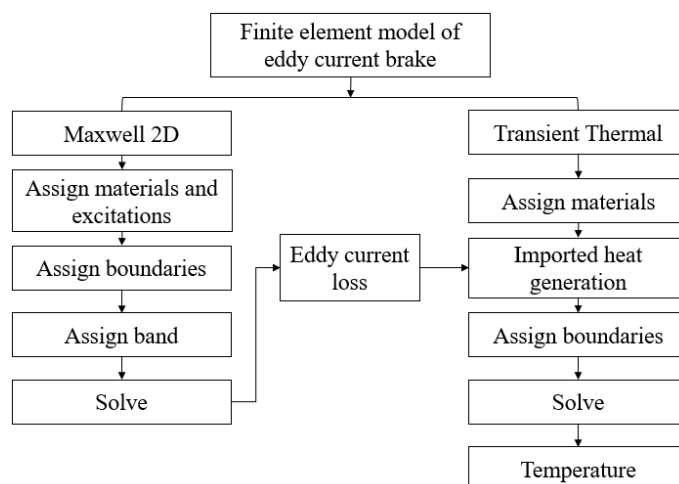 Finite element model of
eddy current brake
Maxwell 2D
Assign materials and
excitations
Assign boundaries
Assign band
Solve
Eddy current
loss
Transient Thermal
Assign materials
Imported heat
generation
Assign boundaries
Solve
Temperature